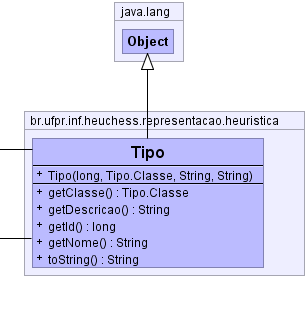 java.lang
Object
br.ufpr.inf.heuchess.representacao.heuristica
Tipo
+ Tipo(long, Tipo.Classe, String, String)
+ getClasse() : Tipo.Classe
+ getDescricao() : String
+ getId() : long
+ getNome() : String
+ toString() : String